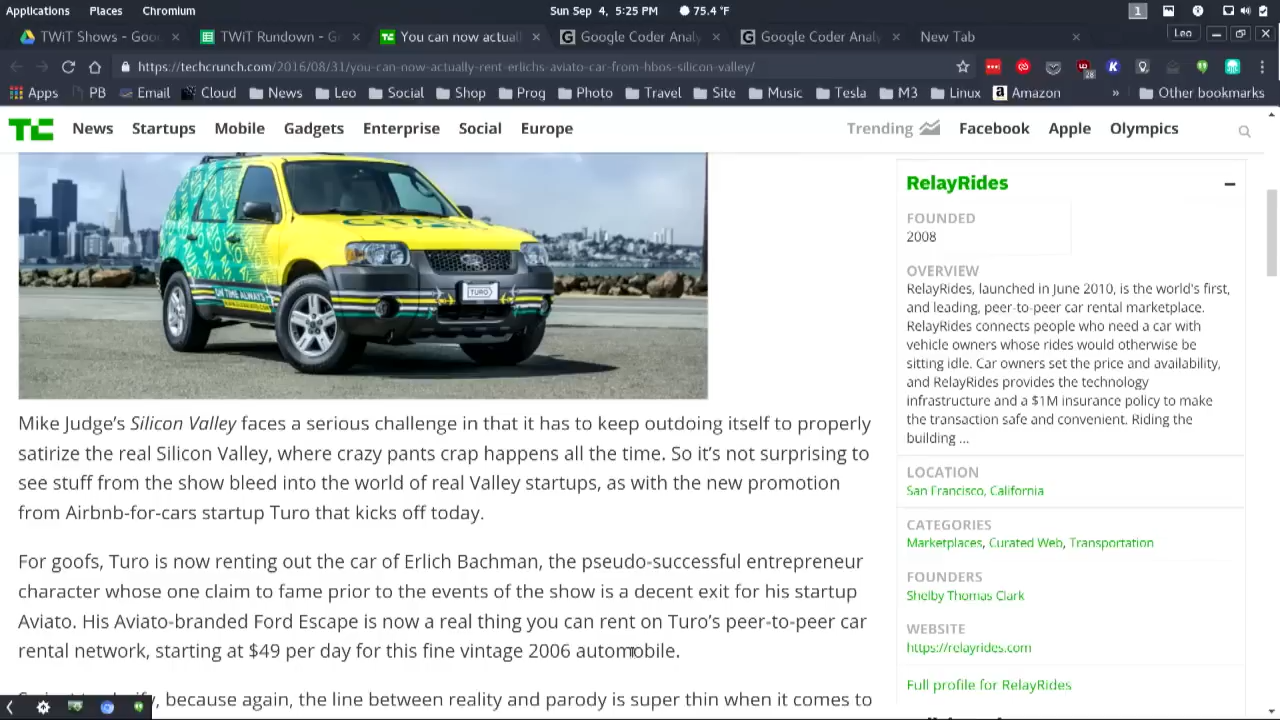 Applications Places Chromium Sun Sep 4, 5:25 PM 75.4 °F 1
TWiT Shows - Goo TWiT Rundown - G You can now actual Google Coder Analy Google Coder Analy New Tab Leo
https://techcrunch.com/2016/08/31/you-can-now-actually-rent-erlichs-aviato-car-from-hbos-silicon-valley/ 28
Apps PB Email Cloud News Leo Social Shop Prog Photo Travel Site Music Tesla M3 Linux Amazon » Other bookmarks
TC News Startups Mobile Gadgets Enterprise Social Europe Trending Facebook Apple Olympics
TURO
Mike Judge's Silicon Valley faces a serious challenge in that it has to keep outdoing itself to properly
satirize the real Silicon Valley, where crazy pants crap happens all the time. So it's not surprising to
see stuff from the show bleed into the world of real Valley startups, as with the new promotion
from Airbnb-for-cars startup Turo that kicks off today.
For goofs, Turo is now renting out the car of Erlich Bachman, the pseudo-successful entrepreneur
character whose one claim to fame prior to the events of the show is a decent exit for his startup
Aviato. His Aviato-branded Ford Escape is now a real thing you can rent on Turo's peer-to-peer car
rental network, starting at $49 per day for this fine vintage 2006 automobile.
because again, the line between reality and parody is super thin when it comes to
RelayRides
FOUNDED
2008
OVERVIEW
RelayRides, launched in June 2010, is the world's first,
and leading, peer-to-peer car rental marketplace.
RelayRides connects people who need a car with
vehicle owners whose rides would otherwise be
sitting idle. Car owners set the price and availability,
and RelayRides provides the technology
infrastructure and a $1M insurance policy to make
the transaction safe and convenient. Riding the
building ...
LOCATION
San Francisco, California
CATEGORIES
Marketplaces, Curated Web, Transportation
FOUNDERS
Shelby Thomas Clark
WEBSITE
https://relayrides.com
Full profile for RelayRides